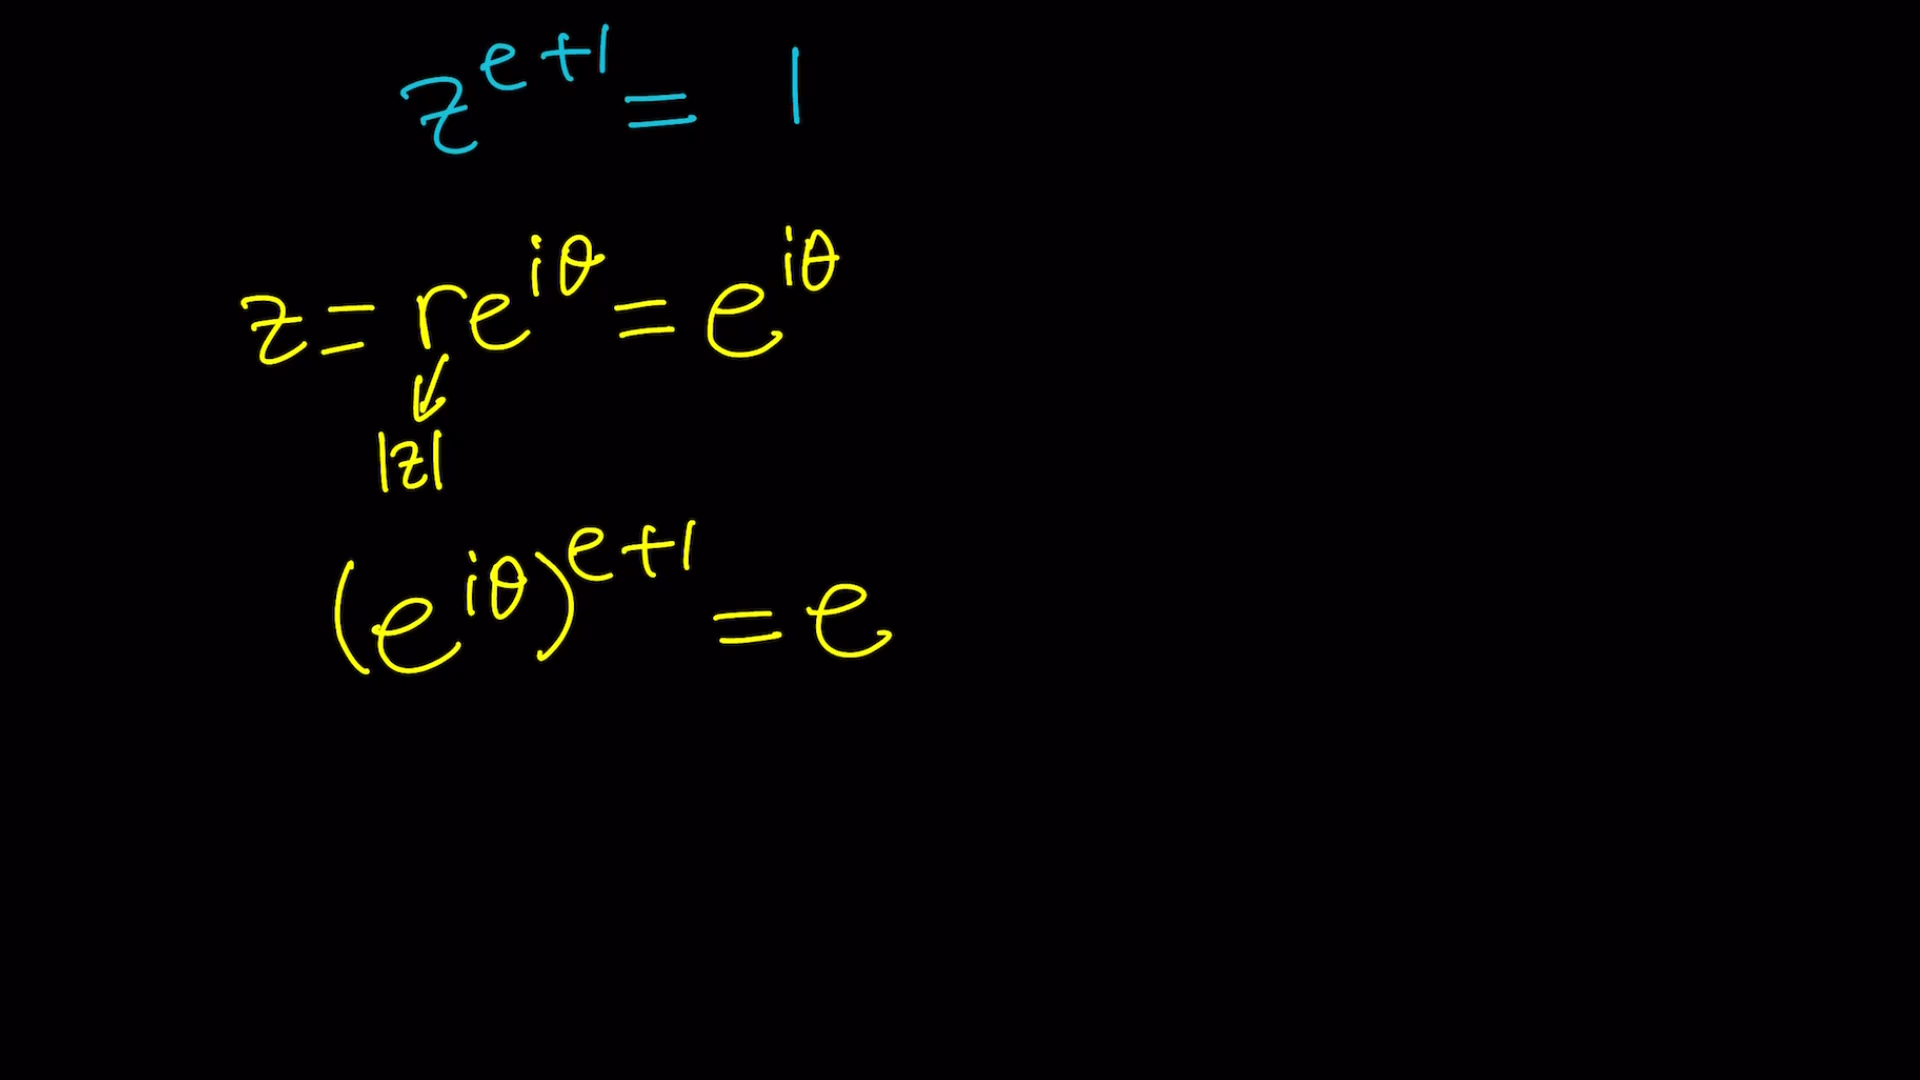 z^{e+1} = 1
z = re^{iθ} = e^{iθ}
|z|
(e^{iθ})^{e+1} = e